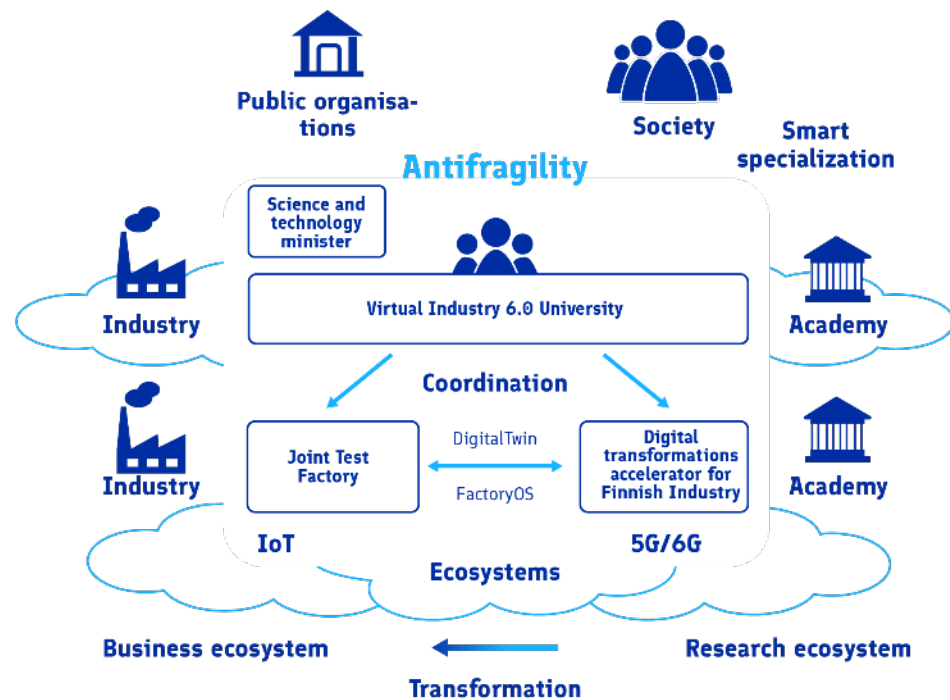 Public organisa-
tions
Society
Smart
specialization
Antifragility
Science and
technology
minister
Industry
Virtual Industry 6.0 University
Academy
Coordination
Industry
Joint Test
Factory
DigitalTwin
FactoryOS
Digital
transformations
accelerator for
Finnish Industry
Academy
IoT
5G/6G
Ecosystems
Business ecosystem
Research ecosystem
Transformation